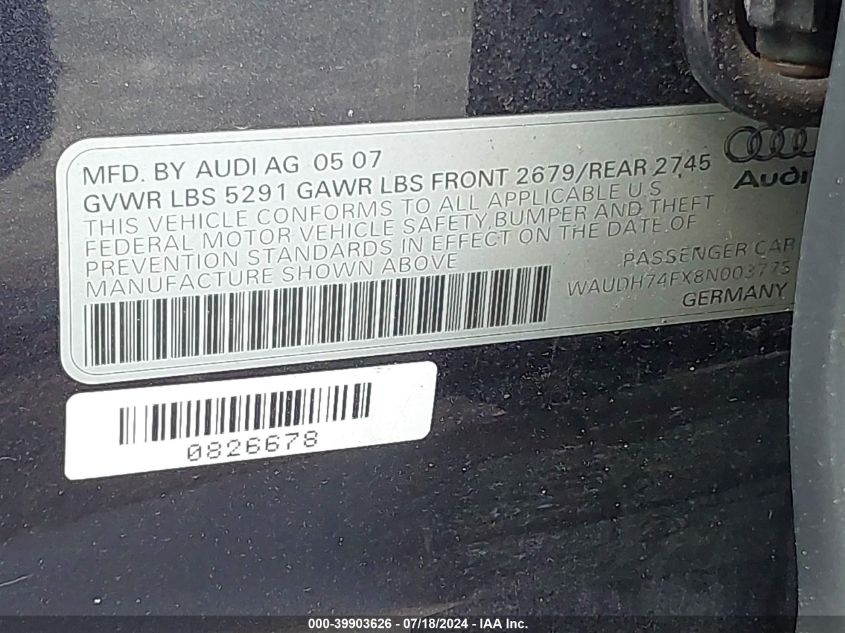 MFD. BY AUDI AG 05 07
GVWR LBS 5291 GAWR LBS FRONT 2679/REAR 2745
THIS VEHICLE CONFORMS TO ALL APPLICABLE U.S
FEDERAL MOTOR VEHICLE SAFETY, BUMPER AND THEFT
PREVENTION STANDARDS IN EFFECT ON THE DATE OF
MANUFACTURE SHOWN ABOVE
Audi
PASSENGER CAR
WAUDH74FX8N003775
GERMANY
0826678
000-39903626 - 07/18/2024 - IAA Inc.